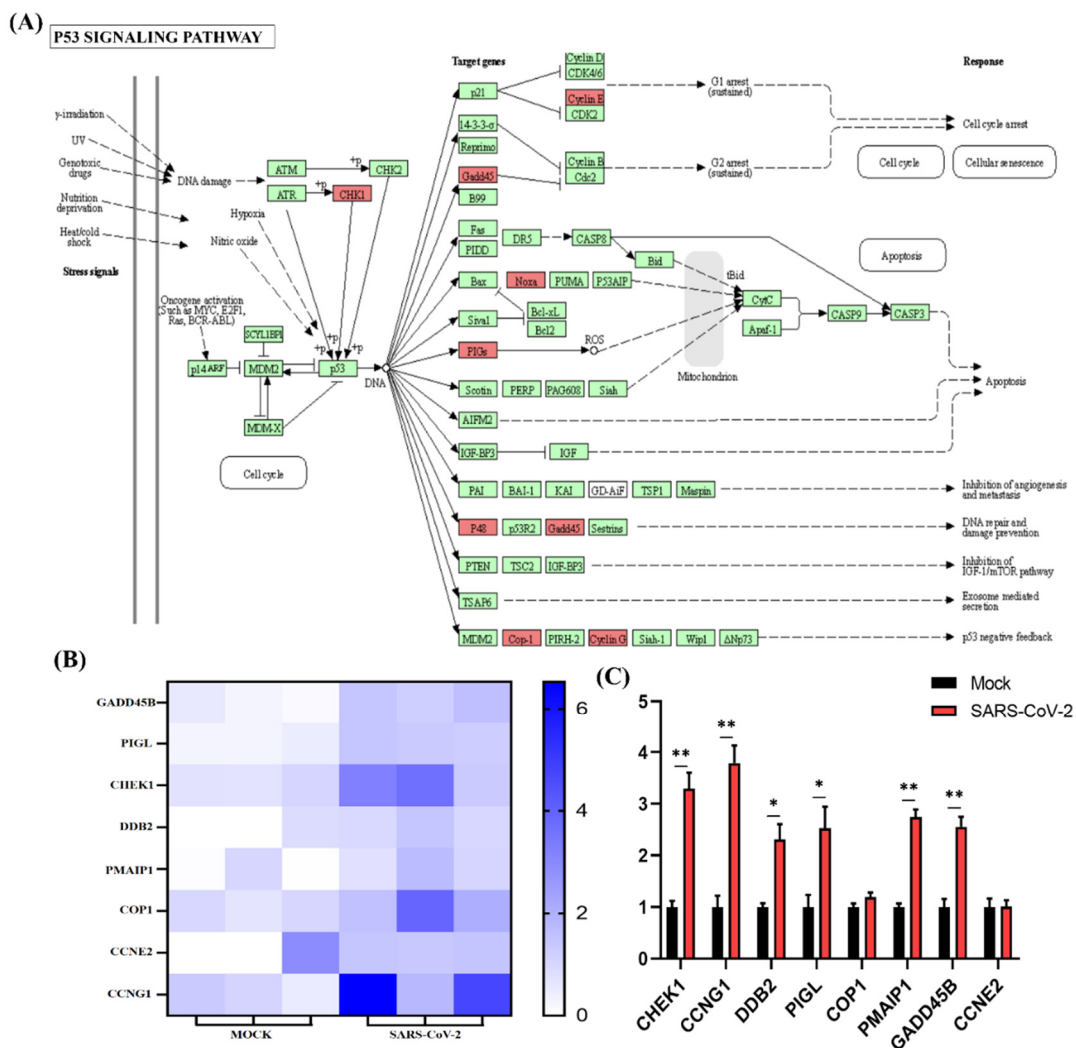 (A)
P53 SIGNALING PATHWAY
Target genes
Response
Cyclin D
CDK4/6
p21
G1 arrest
(sustained)
Cyclin E
CDK2
γ-irradiation
UV
Genotoxic
drugs
Nutrition
deprivation
Heat/cold
shock
Stress signals
DNA damage
ATM
+p
CHK2
ATR
+p
CHK1
Hypoxia
Nitric oxide
14-3-3-σ
Reprimo
Gadd45
B99
Cyclin B
Cdc2
G2 arrest
(sustained)
Cell cycle arrest
Cell cycle
Cellular senescence
Fas
PIDD
DR5
CASP8
Bid
tBid
Apoptosis
Bax
Noxa
PUMA
P53AIP
CytC
Bcl-xL
Bcl2
Siva1
Apaf-1
CASP9
CASP3
PIGs
ROS
Mitochondrion
Oncogene activation
(Such as MYC, E2F1,
Ras, BCR-ABL)
SCYL1BP1
p14ARF
MDM2
+p
+p
+p
p53
DNA
MDM-X
Cell cycle
Scotin
PERP
PAG608
Siah
Apoptosis
AIFM2
IGF-BP3
IGF
PAI
BAI-1
KAI
GD-AiF
TSP1
Maspin
Inhibition of angiogenesis
and metastasis
P48
p53R2
Gadd45
Sestrins
DNA repair and
damage prevention
PTEN
TSC2
IGF-BP3
Inhibition of
IGF-1/mTOR pathway
TSAP6
Exosome mediated
secretion
MDM2
Cop-1
PIRH-2
Cyclin G
Siah-1
Wip1
ΔNp73
p53 negative feedback
(B)
GADD45B
PIGL
CHEK1
DDB2
PMAIP1
COP1
CCNE2
CCNG1
MOCK
SARS-CoV-2
6
4
2
0
(C)
Mock
SARS-CoV-2
5
4
3
2
1
0
**
**
*
*
**
**
CHEK1
CCNG1
DDB2
PIGL
COP1
PMAIP1
GADD45B
CCNE2